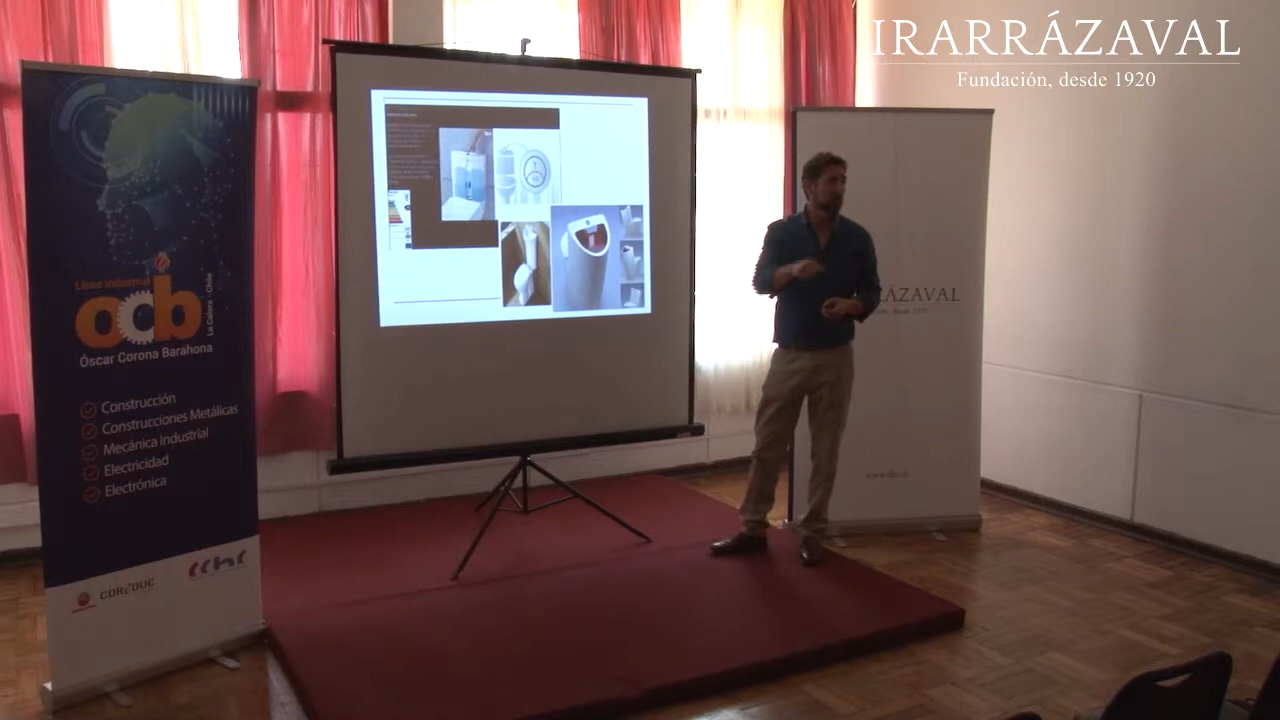 IRARRÁZAVAL
Fundación, desde 1920
Liceo Industrial
ocb
La Calera - Chile
Óscar Corona Barahona
Construcción
Construcciones Metálicas
Mecánica Industrial
Electricidad
Electrónica
COREDUC
cchc
RÁZAVAL